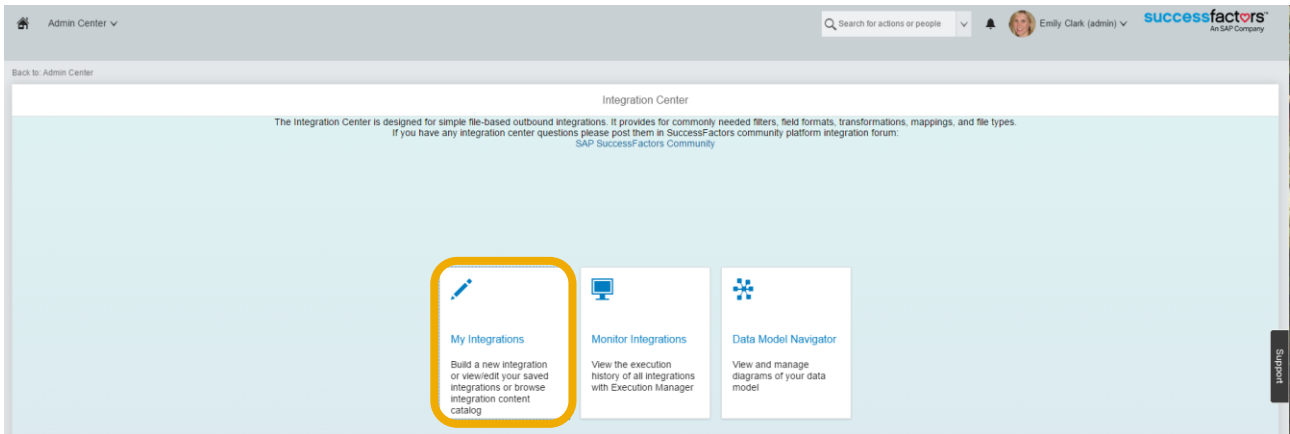 Admin Center
Search for actions or people
Emily Clark (admin)
successfactors™
An SAP Company
Back to: Admin Center
Integration Center
The Integration Center is designed for simple file-based outbound integrations. It provides for commonly needed filters, field formats, transformations, mappings, and file types.
If you have any integration center questions please post them in SuccessFactors community platform integration forum:
SAP SuccessFactors Community
My Integrations
Build a new integration
or view/edit your saved
integrations or browse
integration content
catalog
Monitor Integrations
View the execution
history of all integrations
with Execution Manager
Data Model Navigator
View and manage
diagrams of your data
model
Support